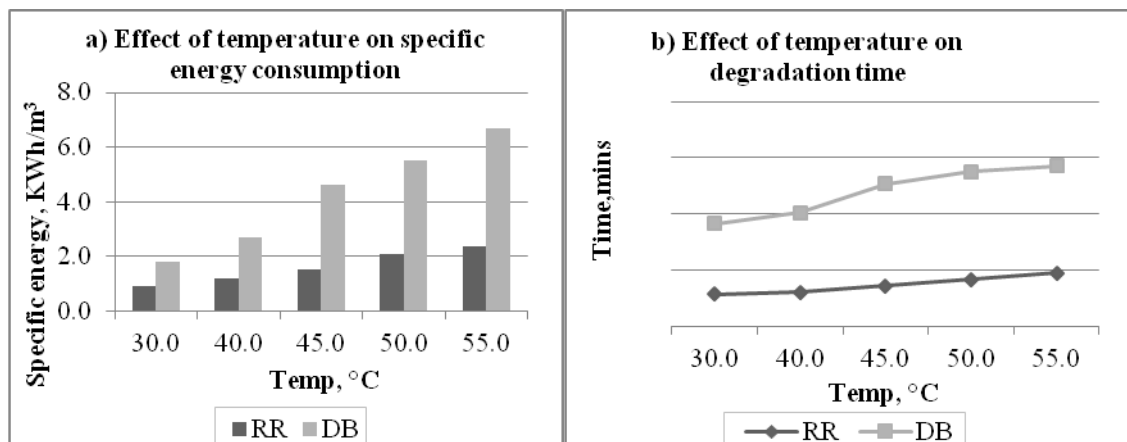 a) Effect of temperature on specific
energy consumption
Specific energy, KWh/m³
8.0
6.0
4.0
2.0
0.0
30.0 40.0 45.0 50.0 55.0
Temp, °C
RR DB
b) Effect of temperature on
degradation time
Time,mins
30.0 40.0 45.0 50.0 55.0
Temp, °C
RR DB